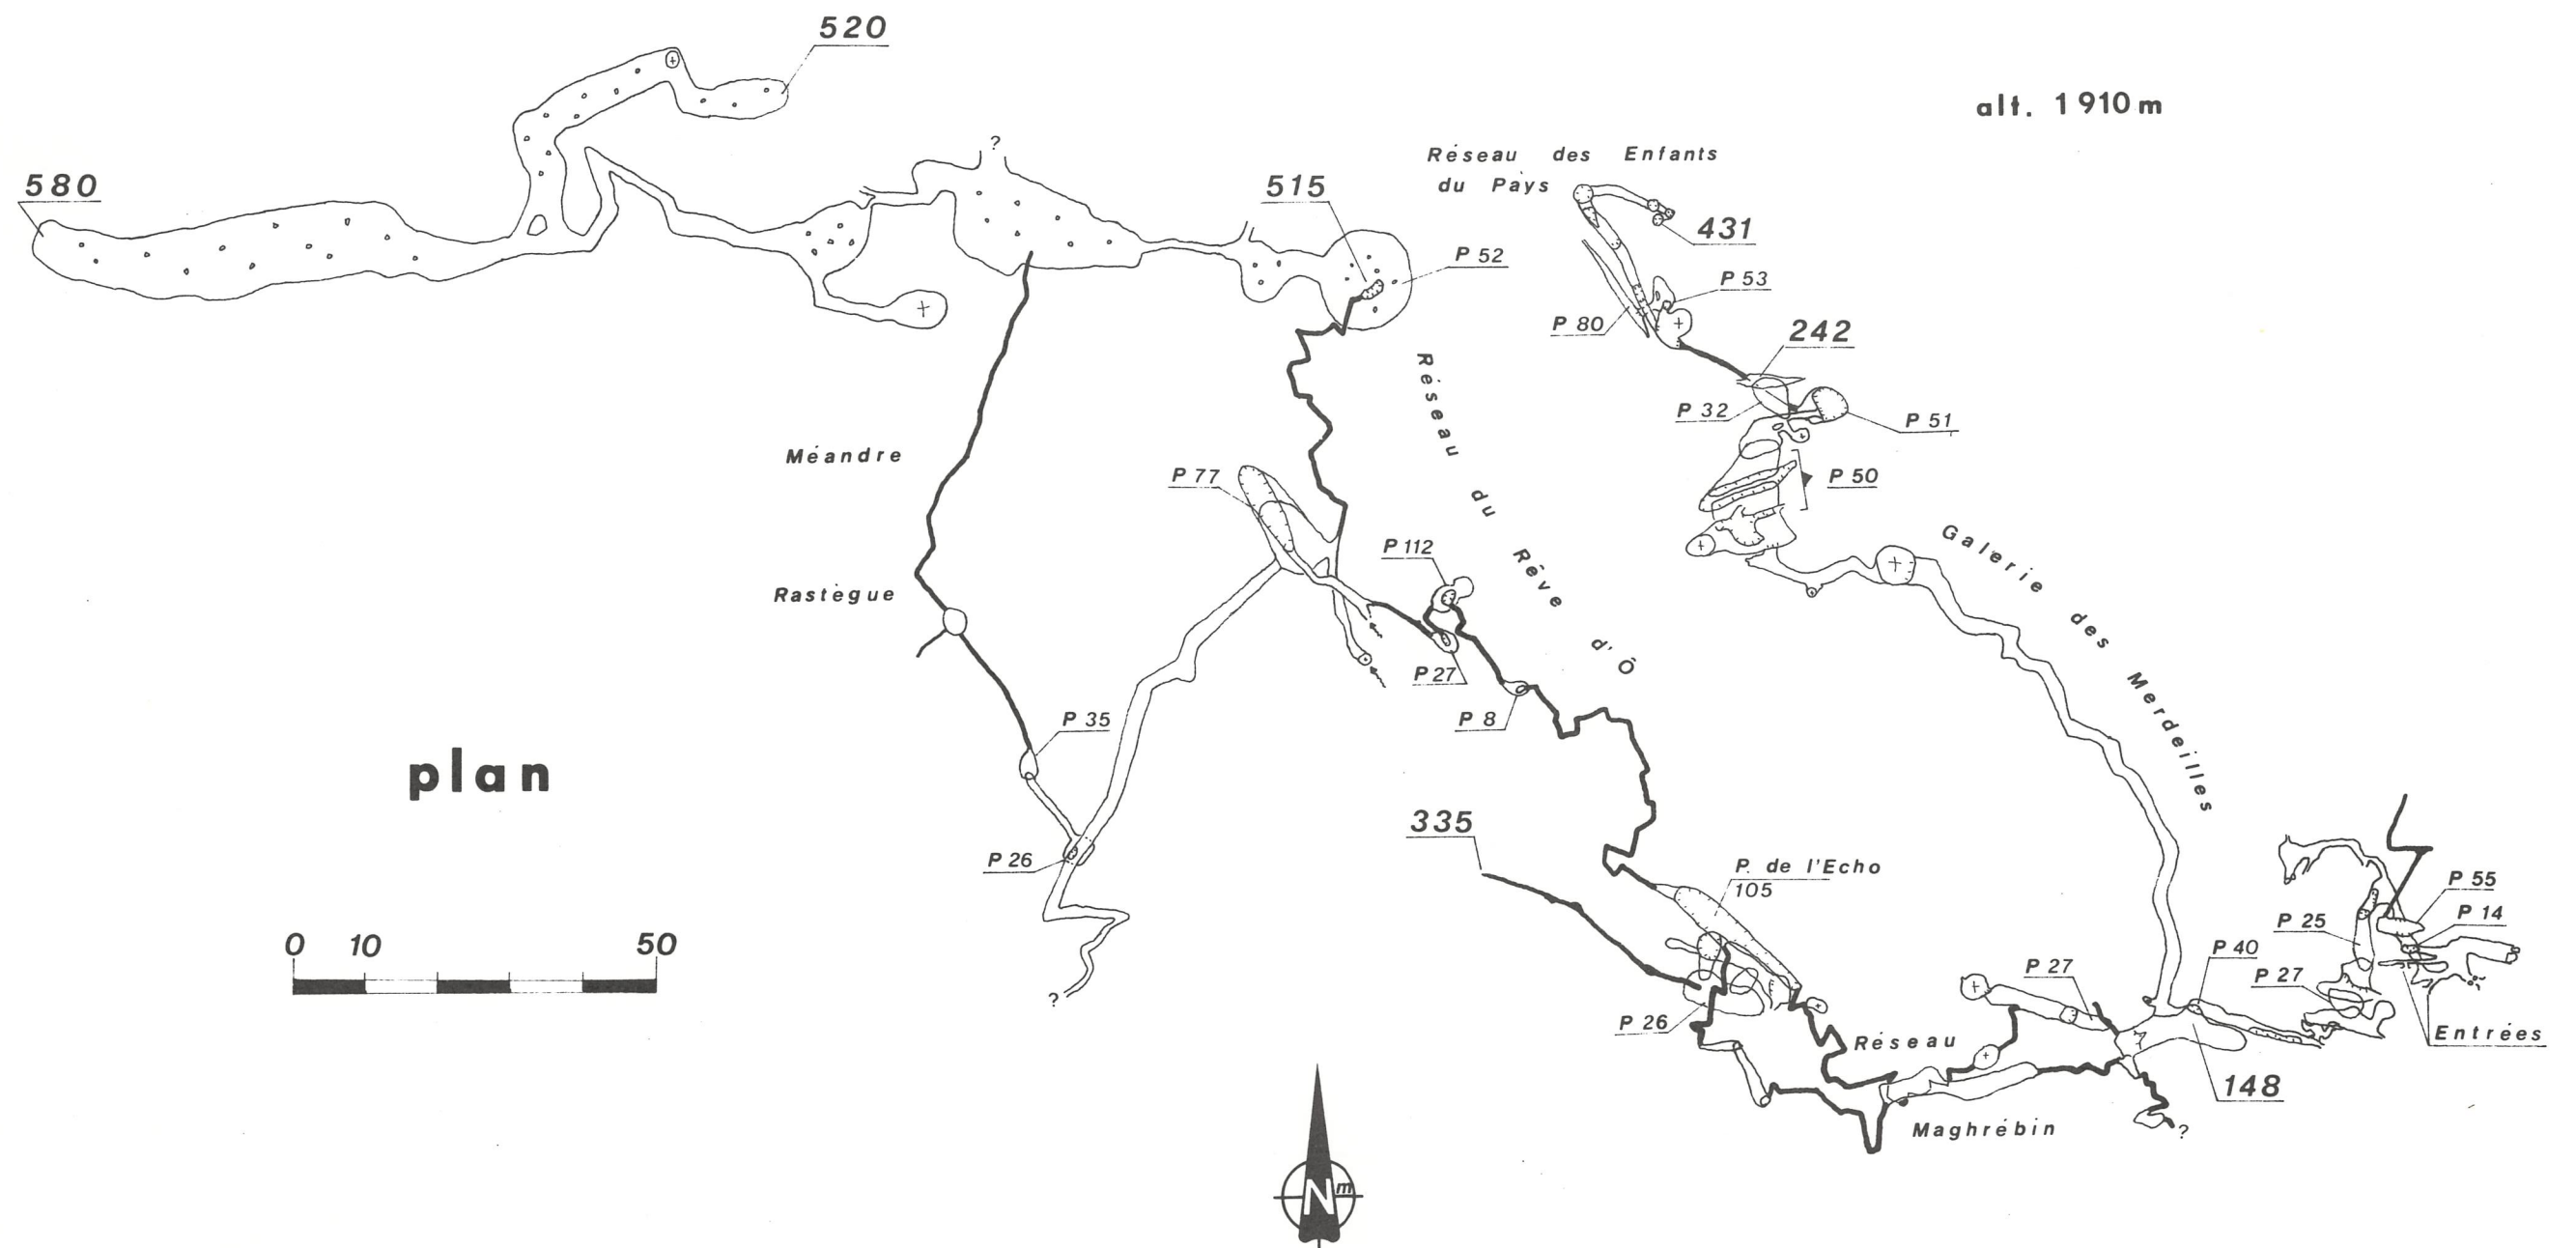 520
alt. 1910 m
580
?
Réseau des Enfants
du Pays
515
431
P 52
P 53
P 80
242
P 32
P 51
Méandre
P 77
P 50
Réseau du Rêve d'Ô
P 112
Galerie des Merdeilles
Rastègue
P 27
P 8
P 35
plan
335
P 26
P. de l'Echo
105
P 55
P 25
P 14
0 10 50
P 40
P 27
P 27
?
P 26
Réseau
Entrées
148
Maghrébin
?
N m